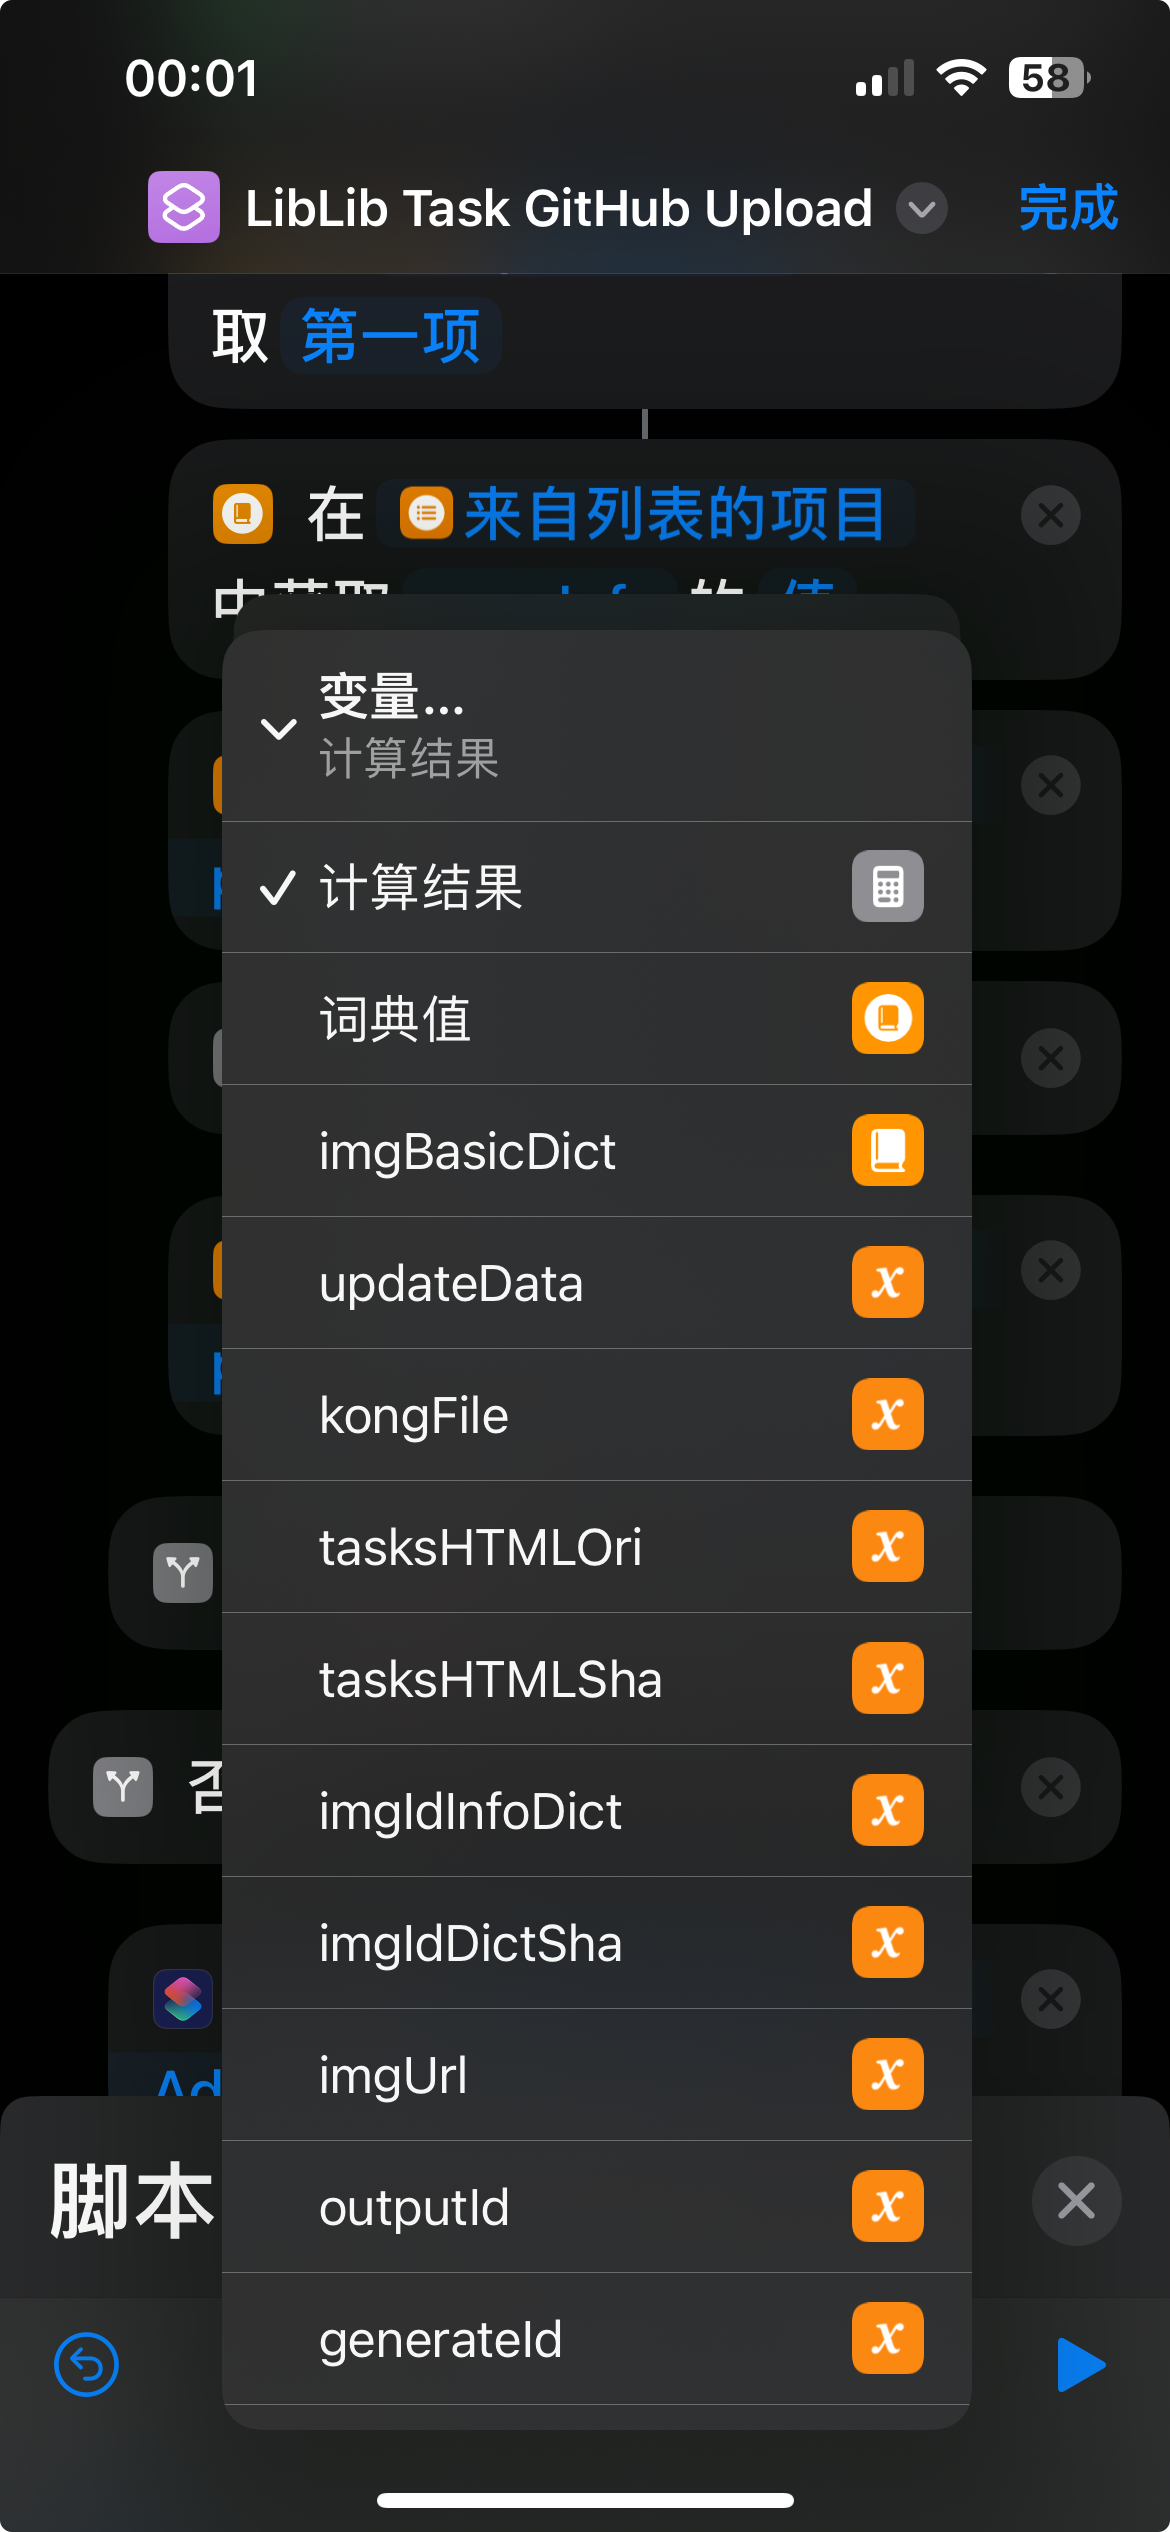 00:01
58
LibLib Task GitHub Upload
完成
取 第一项
在 来自列表的项目
中获取 的 值
变量...
计算结果
计算结果
词典值
imgBasicDict
updateData
kongFile
tasksHTMLOri
tasksHTMLSha
imgIdInfoDict
imgIdDictSha
imgUrl
outputId
generateId
否
Ad
脚本